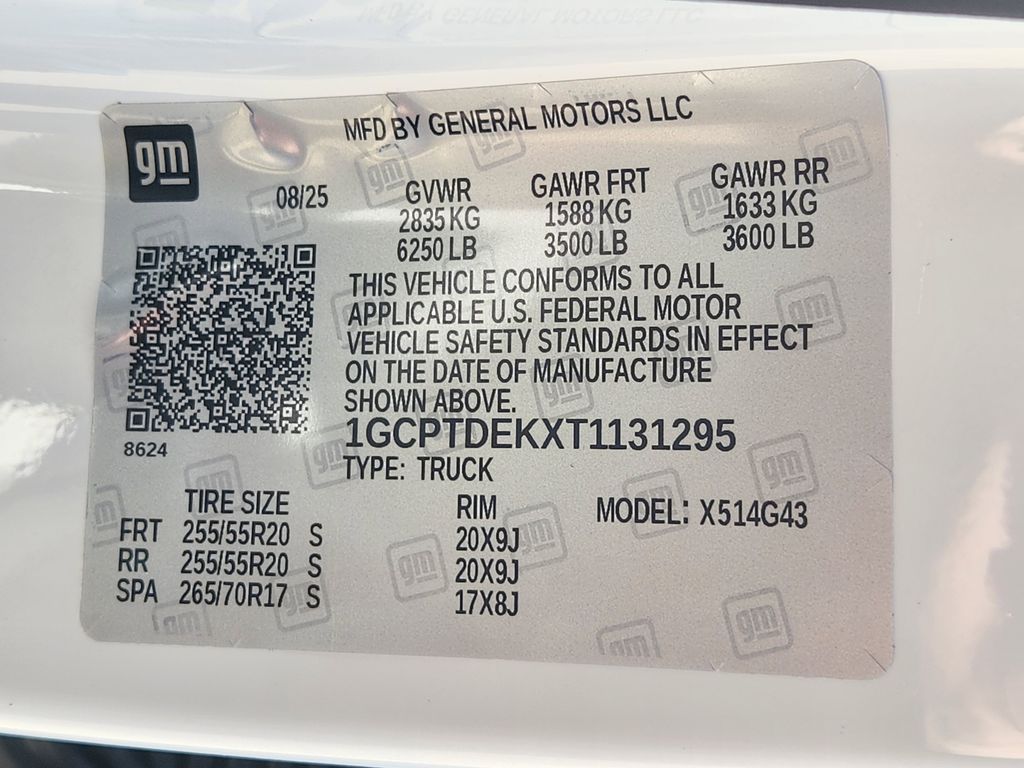 MFD BY GENERAL MOTORS LLC
gm
08/25
GVWR GAWR FRT GAWR RR
2835 KG 1588 KG 1633 KG
6250 LB 3500 LB 3600 LB
THIS VEHICLE CONFORMS TO ALL
APPLICABLE U.S. FEDERAL MOTOR
VEHICLE SAFETY STANDARDS IN EFFECT
ON THE DATE OF MANUFACTURE
SHOWN ABOVE.
8624
1GCPTDEKXT1131295
TYPE: TRUCK
TIRE SIZE RIM MODEL: X514G43
FRT 255/55R20 S 20X9J
RR 255/55R20 S 20X9J
SPA 265/70R17 S 17X8J